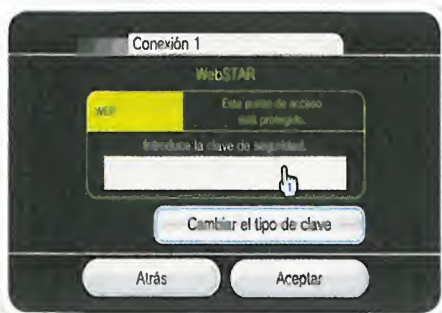 Conexión 1
WebSTAR
WEP
Este punto de acceso
está protegido.
Introduce la clave de seguridad.
1
Cambiar el tipo de clave
Atrás
Aceptar